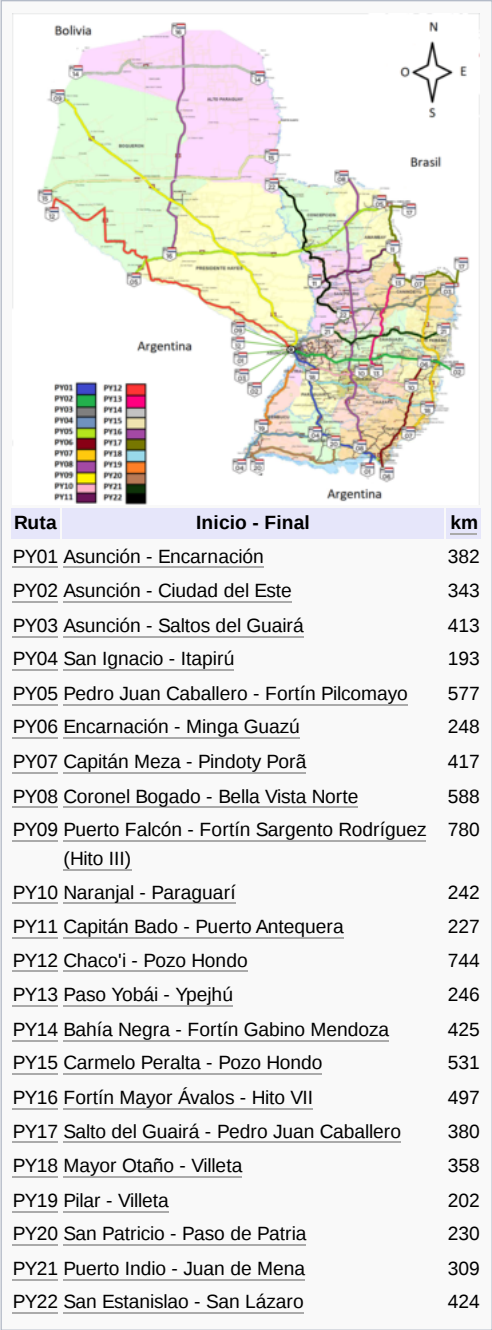 Bolivia
N
O E
S
Brasil
ALTO PARAGUAY
BOQUERON
CONCEPCION
AMAMBAY
PRESIDENTE HAYES
Argentina
PY01 PY12
PY02 PY13
PY03 PY14
PY04 PY15
PY05 PY16
PY06 PY17
PY07 PY18
PY08 PY19
PY09 PY20
PY10 PY21
PY11 PY22
Argentina
Ruta Inicio - Final km
PY01 Asunción - Encarnación 382
PY02 Asunción - Ciudad del Este 343
PY03 Asunción - Saltos del Guairá 413
PY04 San Ignacio - Itapirú 193
PY05 Pedro Juan Caballero - Fortín Pilcomayo 577
PY06 Encarnación - Minga Guazú 248
PY07 Capitán Meza - Pindoty Porã 417
PY08 Coronel Bogado - Bella Vista Norte 588
PY09 Puerto Falcón - Fortín Sargento Rodríguez 780
(Hito III)
PY10 Naranjal - Paraguarí 242
PY11 Capitán Bado - Puerto Antequera 227
PY12 Chaco'i - Pozo Hondo 744
PY13 Paso Yobái - Ypejhú 246
PY14 Bahía Negra - Fortín Gabino Mendoza 425
PY15 Carmelo Peralta - Pozo Hondo 531
PY16 Fortín Mayor Ávalos - Hito VII 497
PY17 Salto del Guairá - Pedro Juan Caballero 380
PY18 Mayor Otaño - Villeta 358
PY19 Pilar - Villeta 202
PY20 San Patricio - Paso de Patria 230
PY21 Puerto Indio - Juan de Mena 309
PY22 San Estanislao - San Lázaro 424